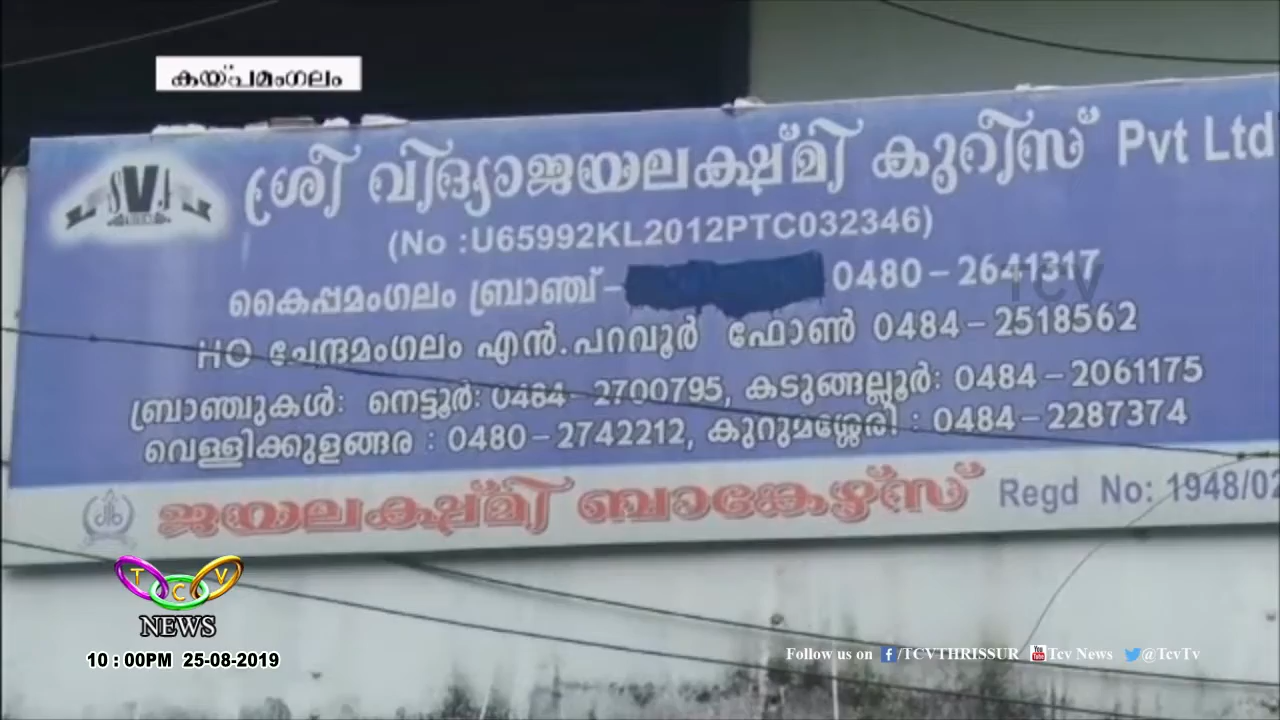 കയ്പമംഗലം
SVJ
ശ്രീ വിദ്യാജയലക്ഷ്മി കുറീസ് Pvt Ltd
(No :U65992KL2012PTC032346)
കൈപ്പമംഗലം ബ്രാഞ്ച്– 0480–2641317
TCV
HO ചേന്ദമംഗലം എൻ.പറവൂർ ഫോൺ 0484–2518562
ബ്രാഞ്ചുകൾ: നെട്ടൂർ: 0484–2700795, കടുങ്ങല്ലൂർ: 0484–2061175
വെള്ളിക്കുളങ്ങര : 0480–2742212, കുറുമശ്ശേരി : 0484–2287374
ജയലക്ഷ്മി ബാങ്കേഴ്സ് Regd No: 1948/02
TCV
NEWS
10 : 00PM 25-08-2019
Follow us on f/TCVTHRISSUR Tcv News @TcvTv